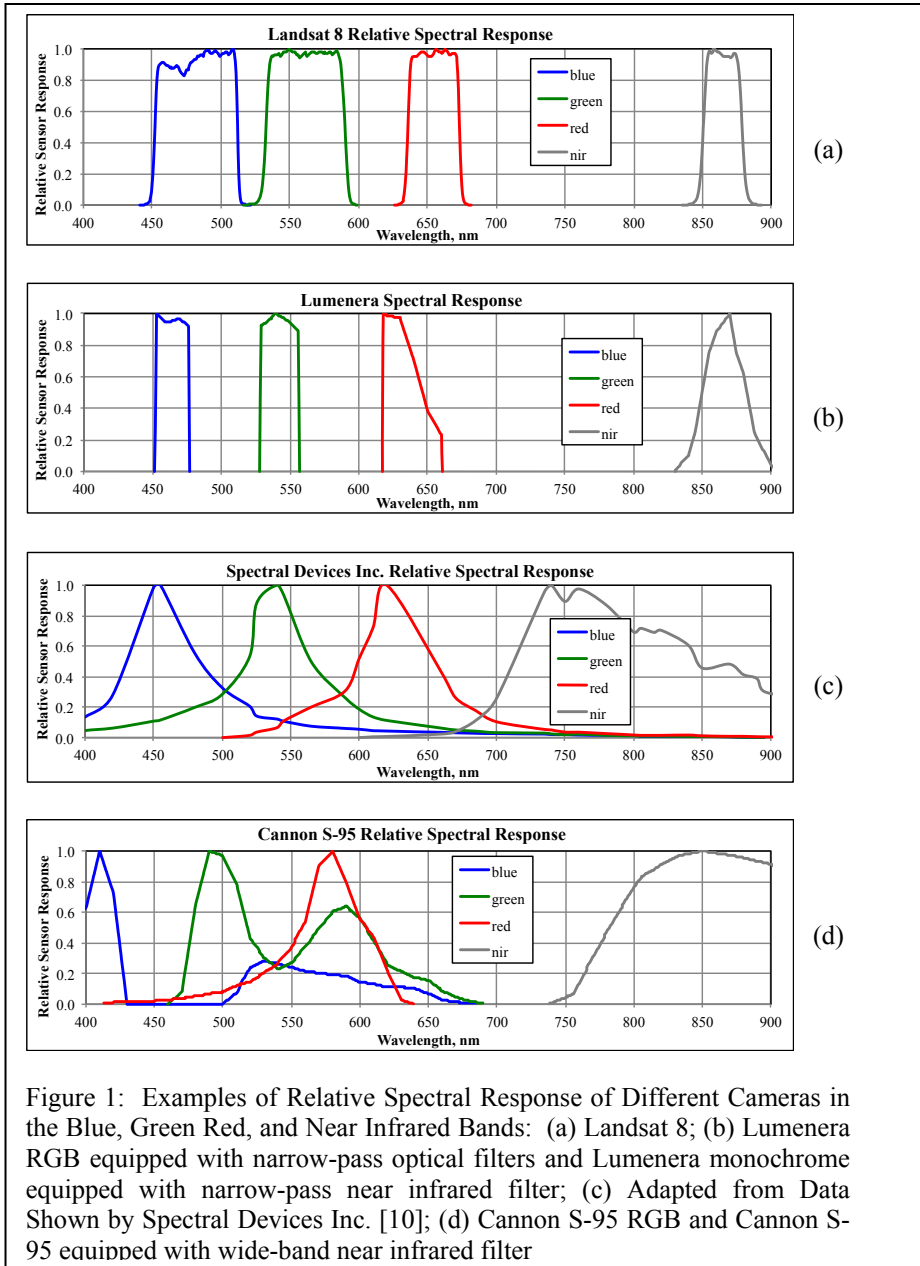 Landsat 8 Relative Spectral Response
Relative Sensor Response
1.0
0.8
0.6
0.4
0.2
0.0
400 450 500 550 600 650 700 750 800 850 900
Wavelength, nm
blue
green
red
nir
(a)
Lumenera Spectral Response
Relative Sensor Response
1.0
0.8
0.6
0.4
0.2
0.0
400 450 500 550 600 650 700 750 800 850 900
Wavelength, nm
blue
green
red
nir
(b)
Spectral Devices Inc. Relative Spectral Response
Relative Sensor Response
1.0
0.8
0.6
0.4
0.2
0.0
400 450 500 550 600 650 700 750 800 850 900
Wavelength, nm
blue
green
red
nir
(c)
Cannon S-95 Relative Spectral Response
Relative Sensor Response
1.0
0.8
0.6
0.4
0.2
0.0
400 450 500 550 600 650 700 750 800 850 900
Wavelength, nm
blue
green
red
nir
(d)
Figure 1: Examples of Relative Spectral Response of Different Cameras in
the Blue, Green Red, and Near Infrared Bands: (a) Landsat 8; (b) Lumenera
RGB equipped with narrow-pass optical filters and Lumenera monochrome
equipped with narrow-pass near infrared filter; (c) Adapted from Data
Shown by Spectral Devices Inc. [10]; (d) Cannon S-95 RGB and Cannon S-
95 equipped with wide-band near infrared filter